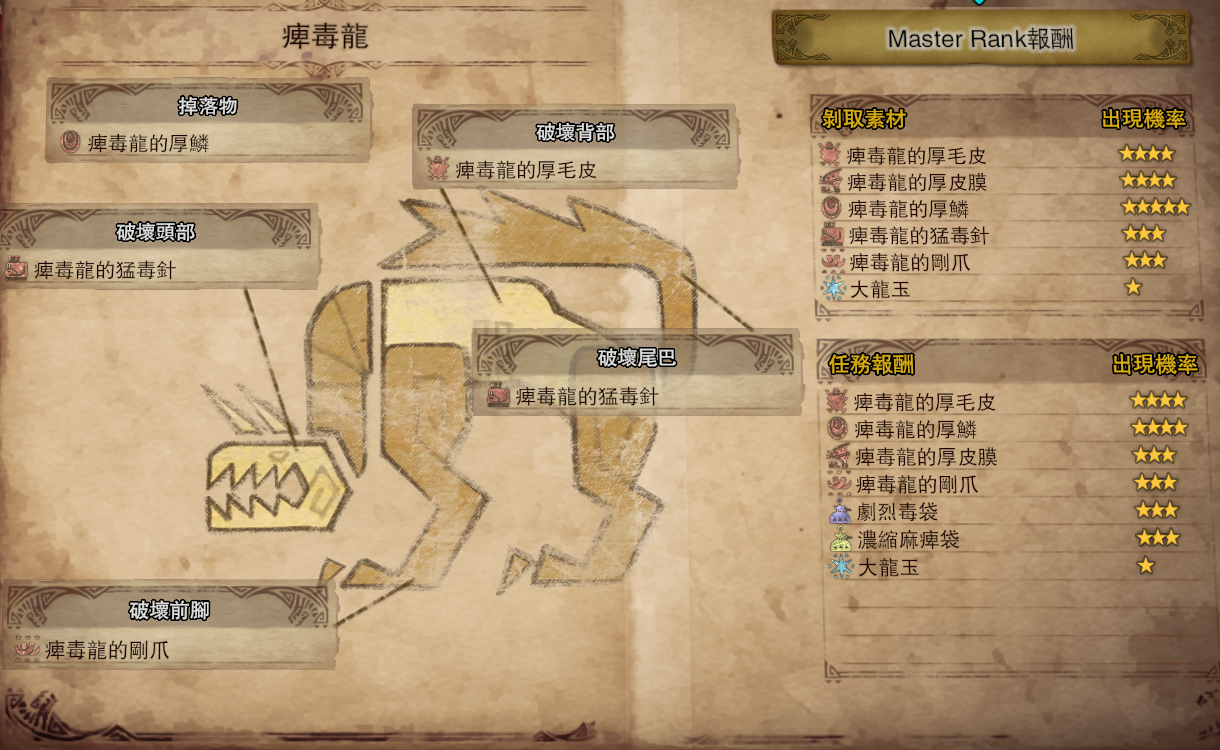 痺毒龍
掉落物
痺毒龍的厚鱗
破壞背部
痺毒龍的厚毛皮
破壞頭部
痺毒龍的猛毒針
破壞尾巴
痺毒龍的猛毒針
破壞前腳
痺毒龍的剛爪
Master Rank報酬
剝取素材 出現機率
痺毒龍的厚毛皮 ★★★★
痺毒龍的厚皮膜 ★★★★
痺毒龍的厚鱗 ★★★★★
痺毒龍的猛毒針 ★★★
痺毒龍的剛爪 ★★★
大龍玉 ★
任務報酬 出現機率
痺毒龍的厚毛皮 ★★★★
痺毒龍的厚鱗 ★★★★
痺毒龍的厚皮膜 ★★★
痺毒龍的剛爪 ★★★
劇烈毒袋 ★★★
濃縮麻痺袋 ★★★
大龍玉 ★